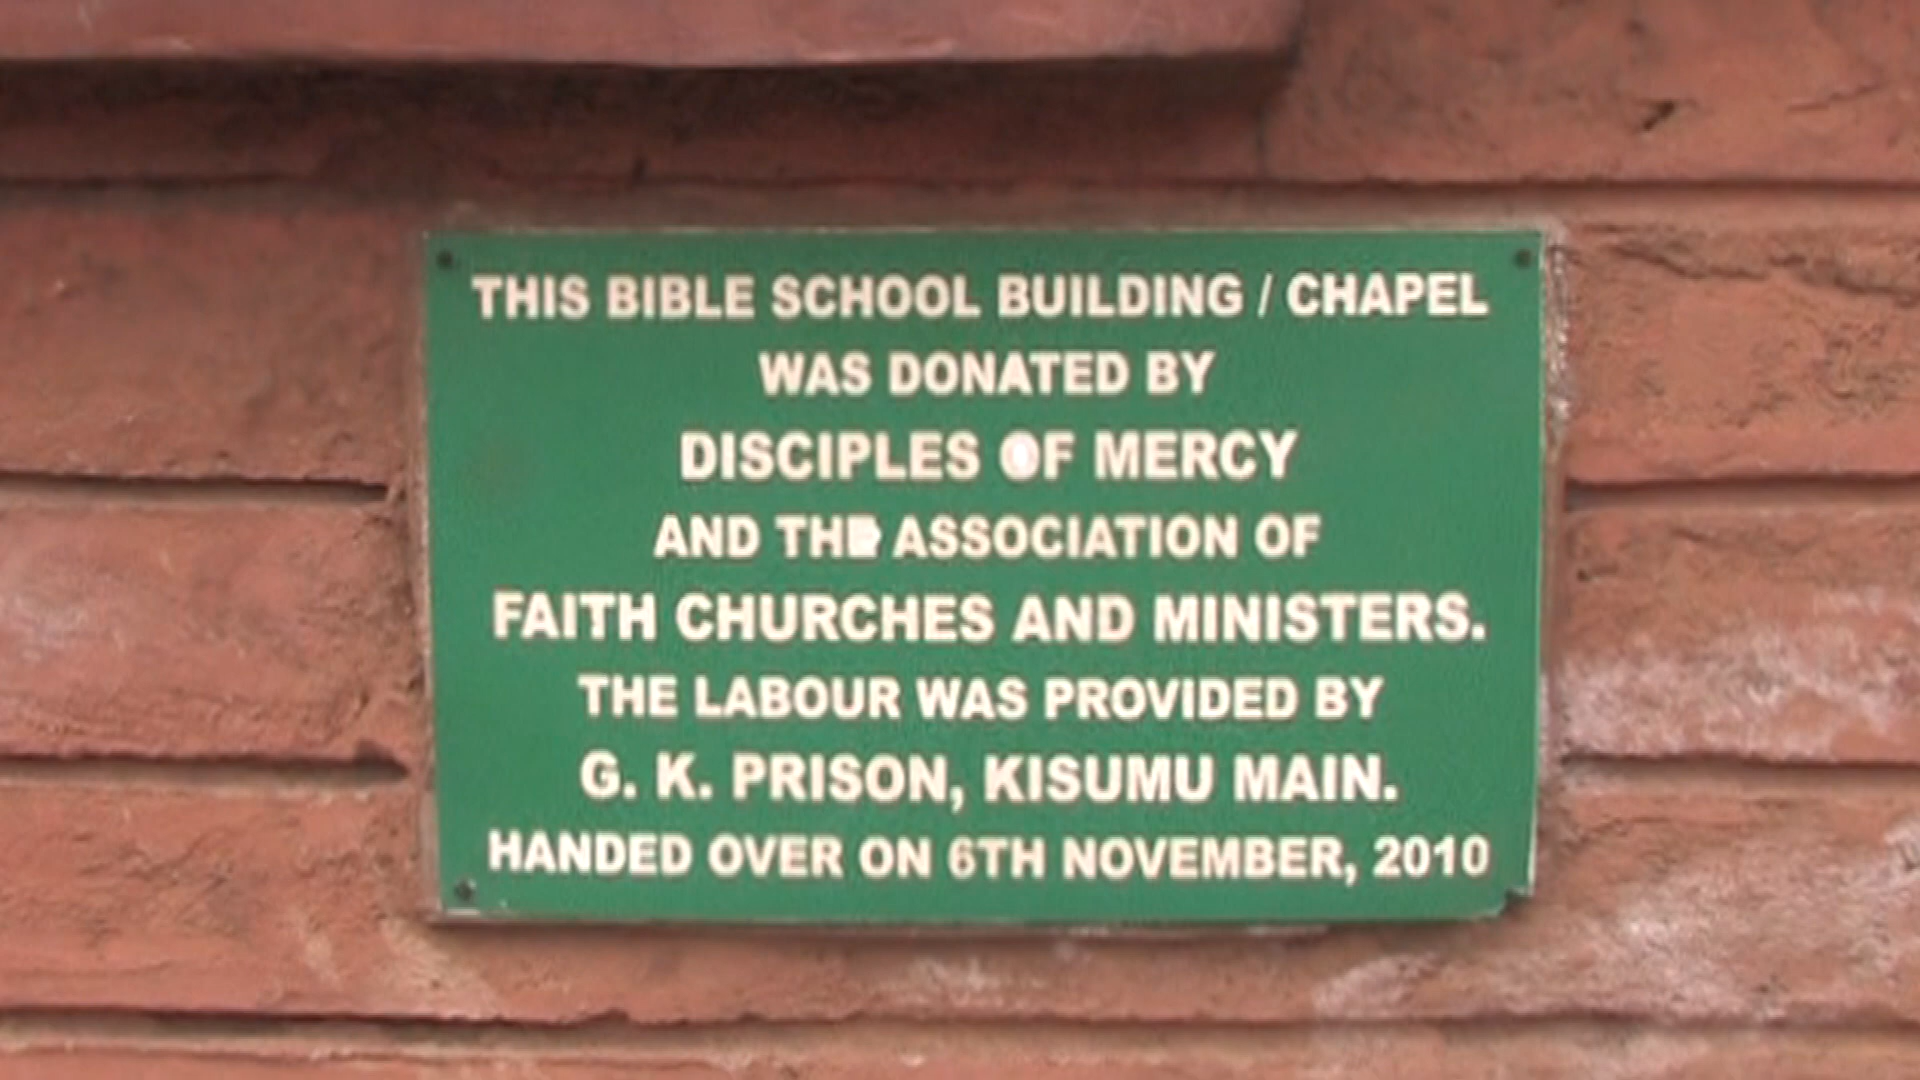 THIS BIBLE SCHOOL BUILDING / CHAPEL
WAS DONATED BY
DISCIPLES OF MERCY
AND THE ASSOCIATION OF
FAITH CHURCHES AND MINISTERS.
THE LABOUR WAS PROVIDED BY
G. K. PRISON, KISUMU MAIN.
HANDED OVER ON 6TH NOVEMBER, 2010